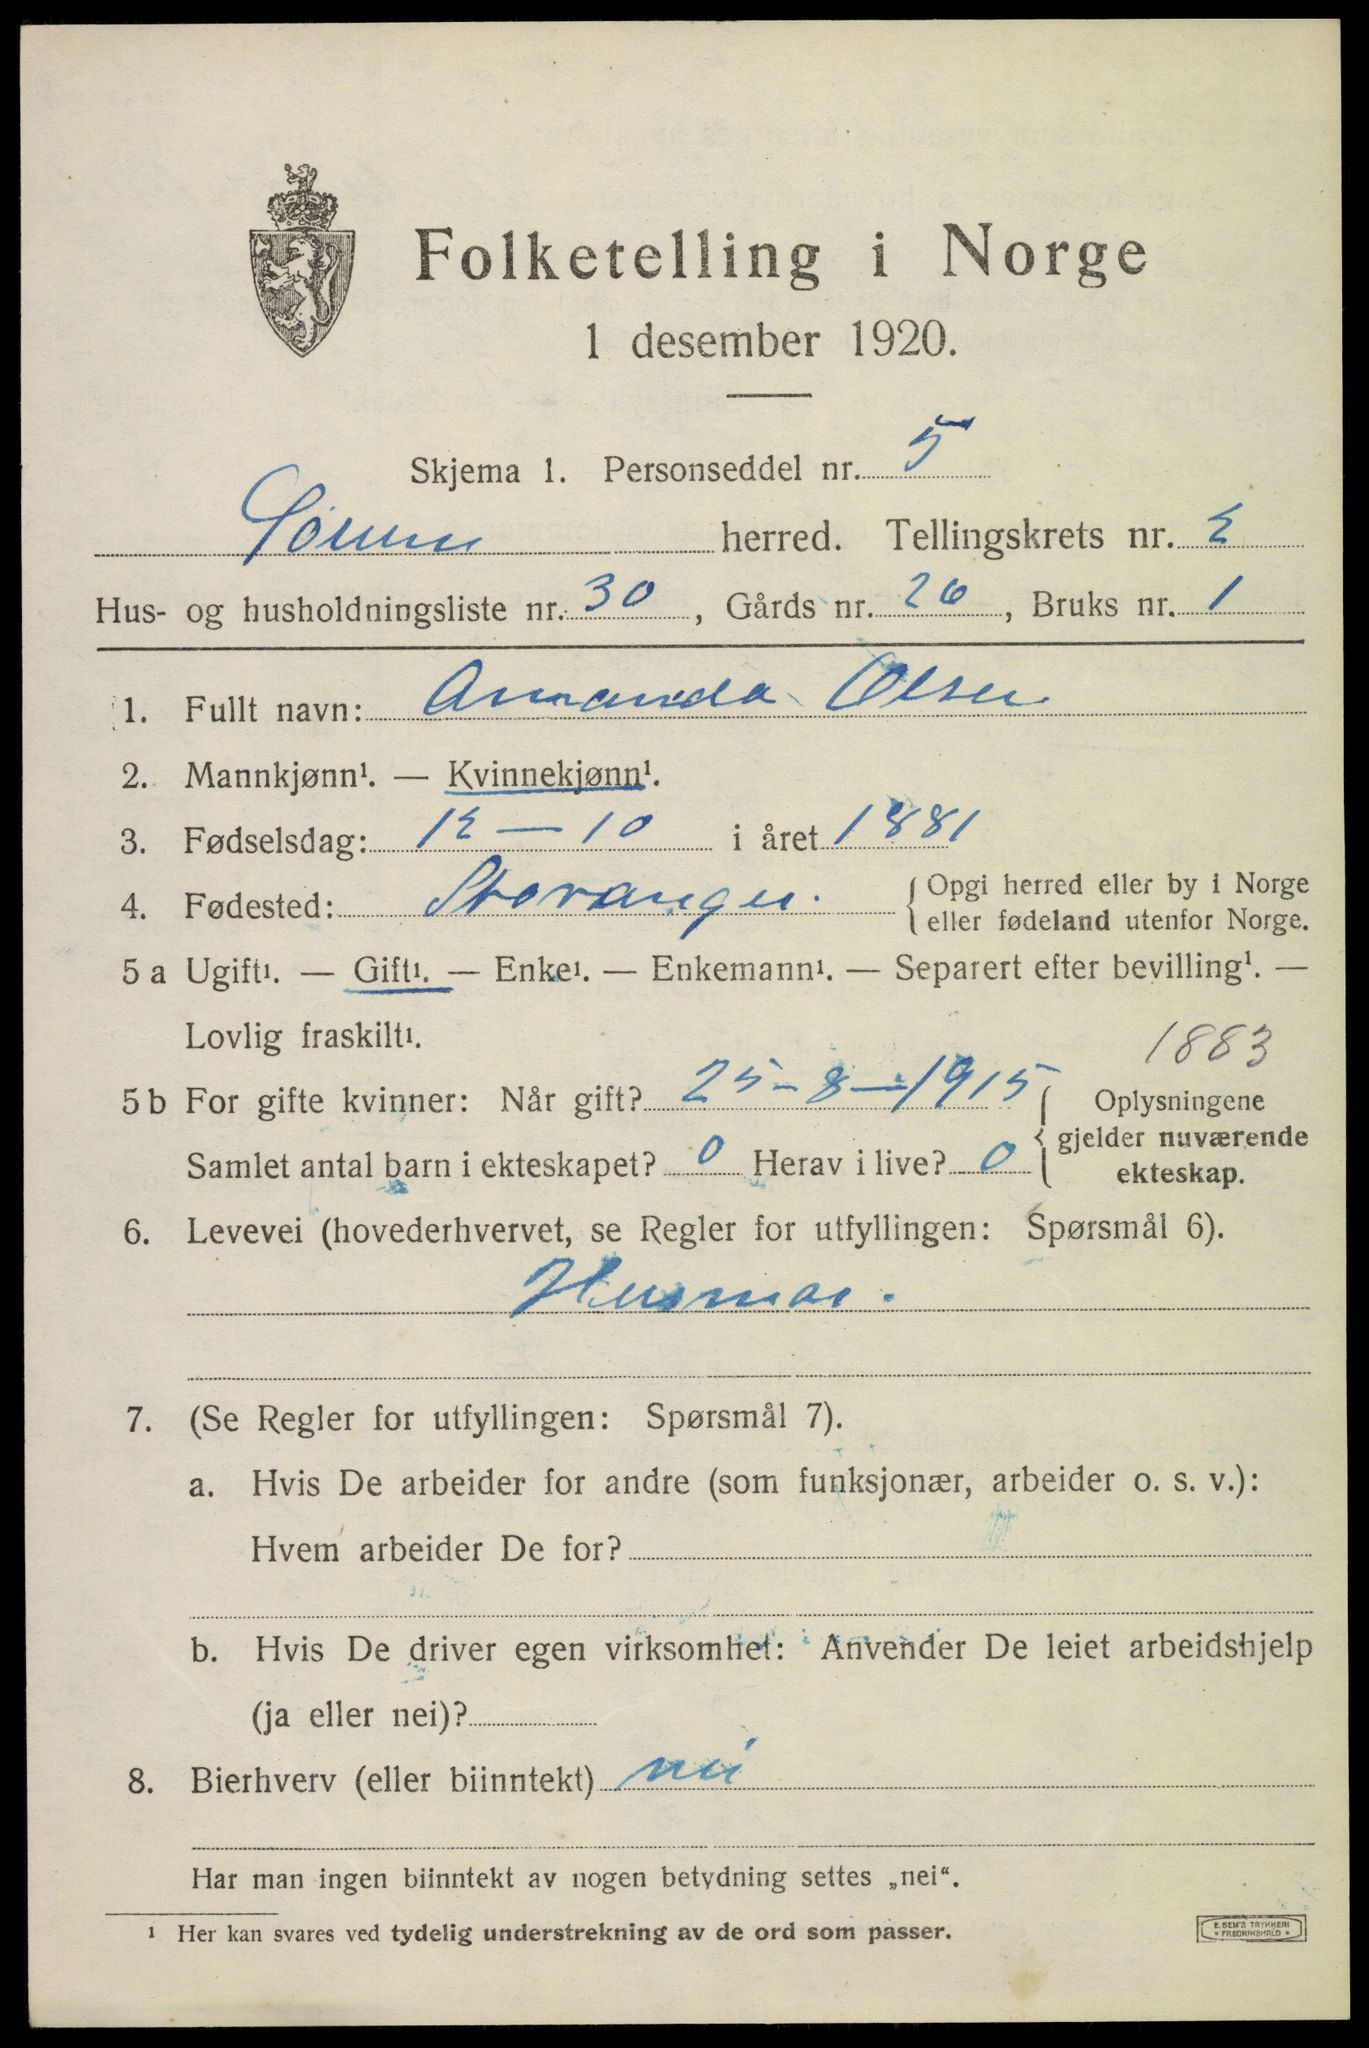 Folketelling i Norge
1 desember 1920.
Skjema 1. Personseddel nr. 5
Sørum herred. Tellingskrets nr. 2
Hus- og husholdningsliste nr. 30, Gårds nr. 26, Bruks nr. 1
1. Fullt navn: Amanda Olsen
2. Mannkjønn¹. — Kvinnekjønn¹.
3. Fødselsdag: 12 — 10 i året 1881
4. Fødested: Stavanger. { Opgi herred eller by i Norge
eller fødeland utenfor Norge.
5 a Ugift¹. — Gift¹. — Enke¹. — Enkemann¹. — Separert efter bevilling¹. —
Lovlig fraskilt¹.
1883
5 b For gifte kvinner: Når gift? 25-8-1915 { Oplysningene
gjelder nuværende
Samlet antal barn i ekteskapet? 0 Herav i live? 0
ekteskap.
6. Levevei (hovederhvervet, se Regler for utfyllingen: Spørsmål 6).
Husmor.
7. (Se Regler for utfyllingen: Spørsmål 7).
a. Hvis De arbeider for andre (som funksjonær, arbeider o. s. v.):
Hvem arbeider De for?
b. Hvis De driver egen virksomhet: Anvender De leiet arbeidshjelp
(ja eller nei)?
8. Bierhverv (eller biinntekt) nei
Har man ingen biinntekt av nogen betydning settes „nei“.
¹ Her kan svares ved tydelig understrekning av de ord som passer.
E. SEM'S TRYKKERI
FREDRIKSHALD